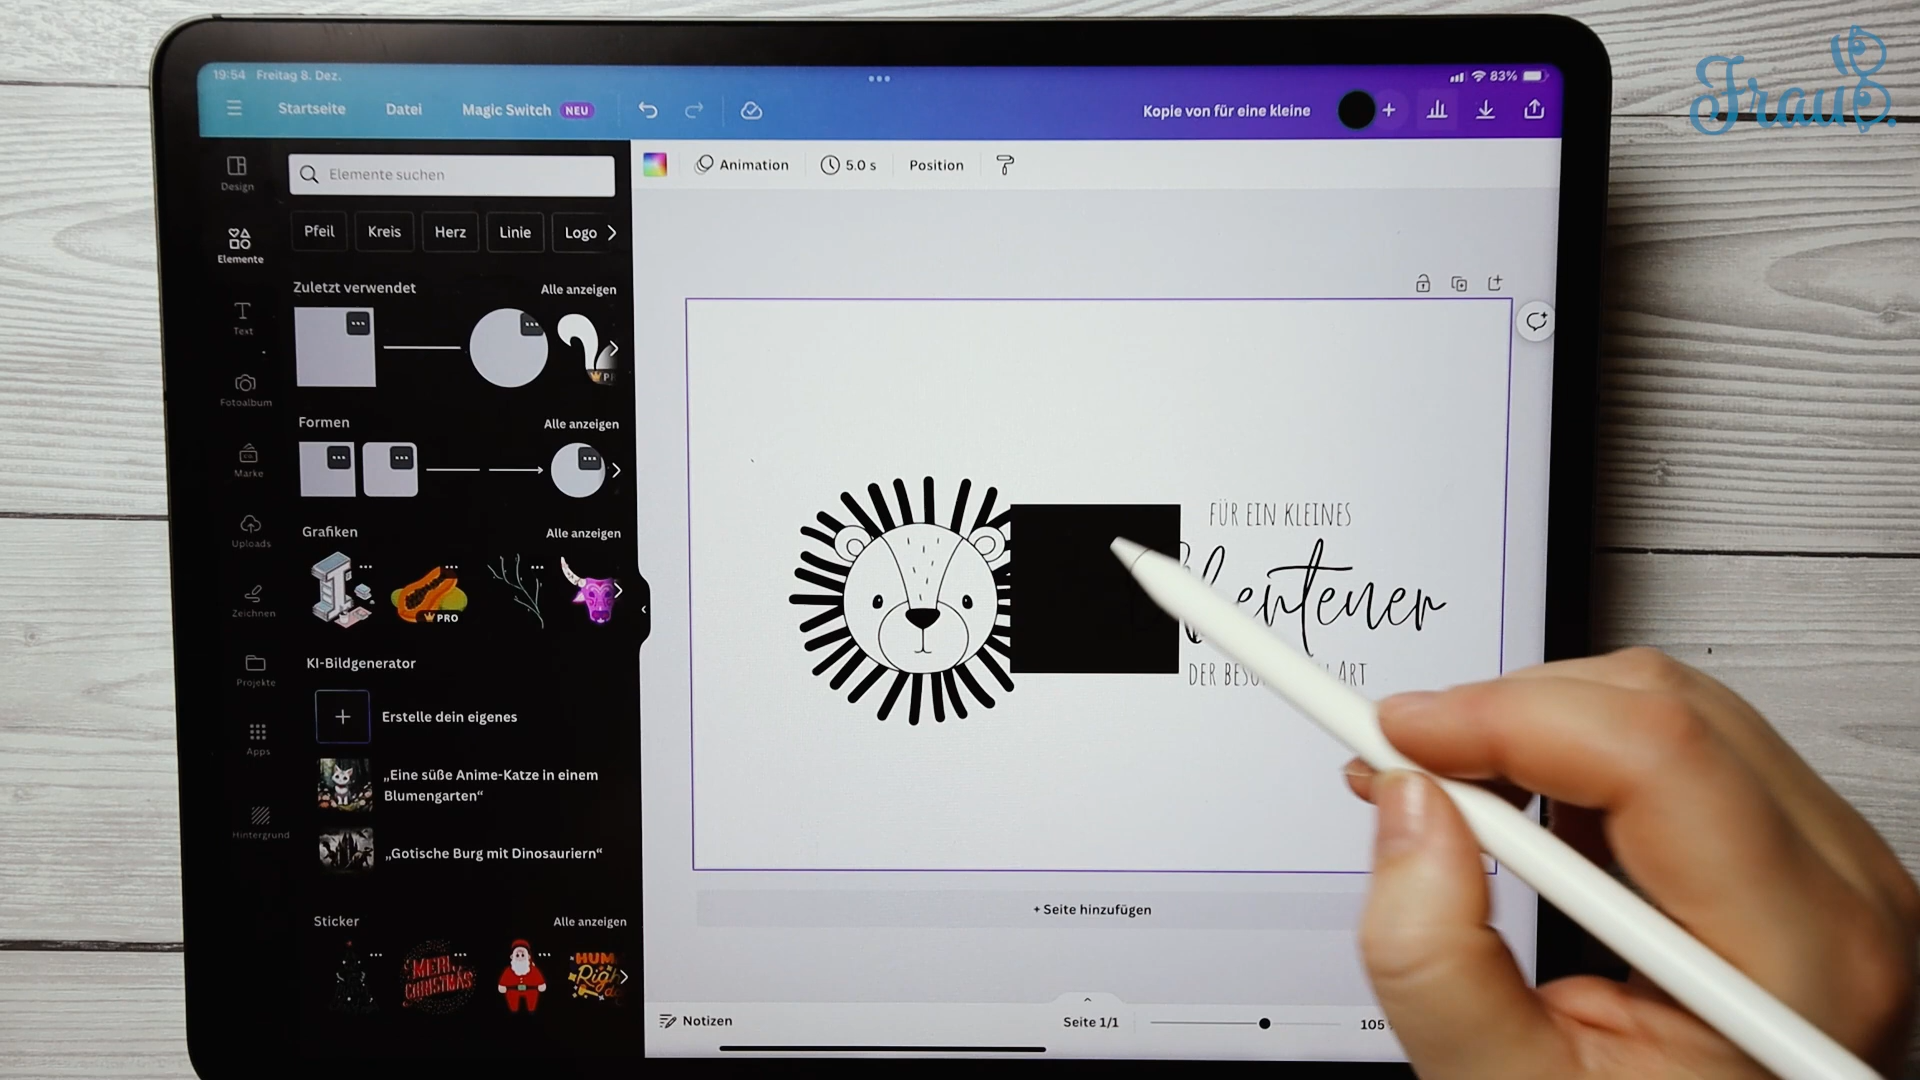 Frau B.
19:54 Freitag 8. Dez.
83%
Startseite Datei Magic Switch NEU
Kopie von für eine kleine
Design
Elemente suchen
Animation 5.0 s Position
Elemente
Pfeil Kreis Herz Linie Logo
Zuletzt verwendet Alle anzeigen
Text
Fotoalbum
Formen Alle anzeigen
Marke
Grafiken Alle anzeigen
Uploads
PRO
Zeichnen
KI-Bildgenerator
Projekte
Erstelle dein eigenes
Apps
„Eine süße Anime-Katze in einem
Blumengarten“
Hintergrund
„Gotische Burg mit Dinosauriern“
Sticker Alle anzeigen
CHRISTMAS
FÜR EIN KLEINES
DER ART
+ Seite hinzufügen
Notizen
Seite 1/1
105